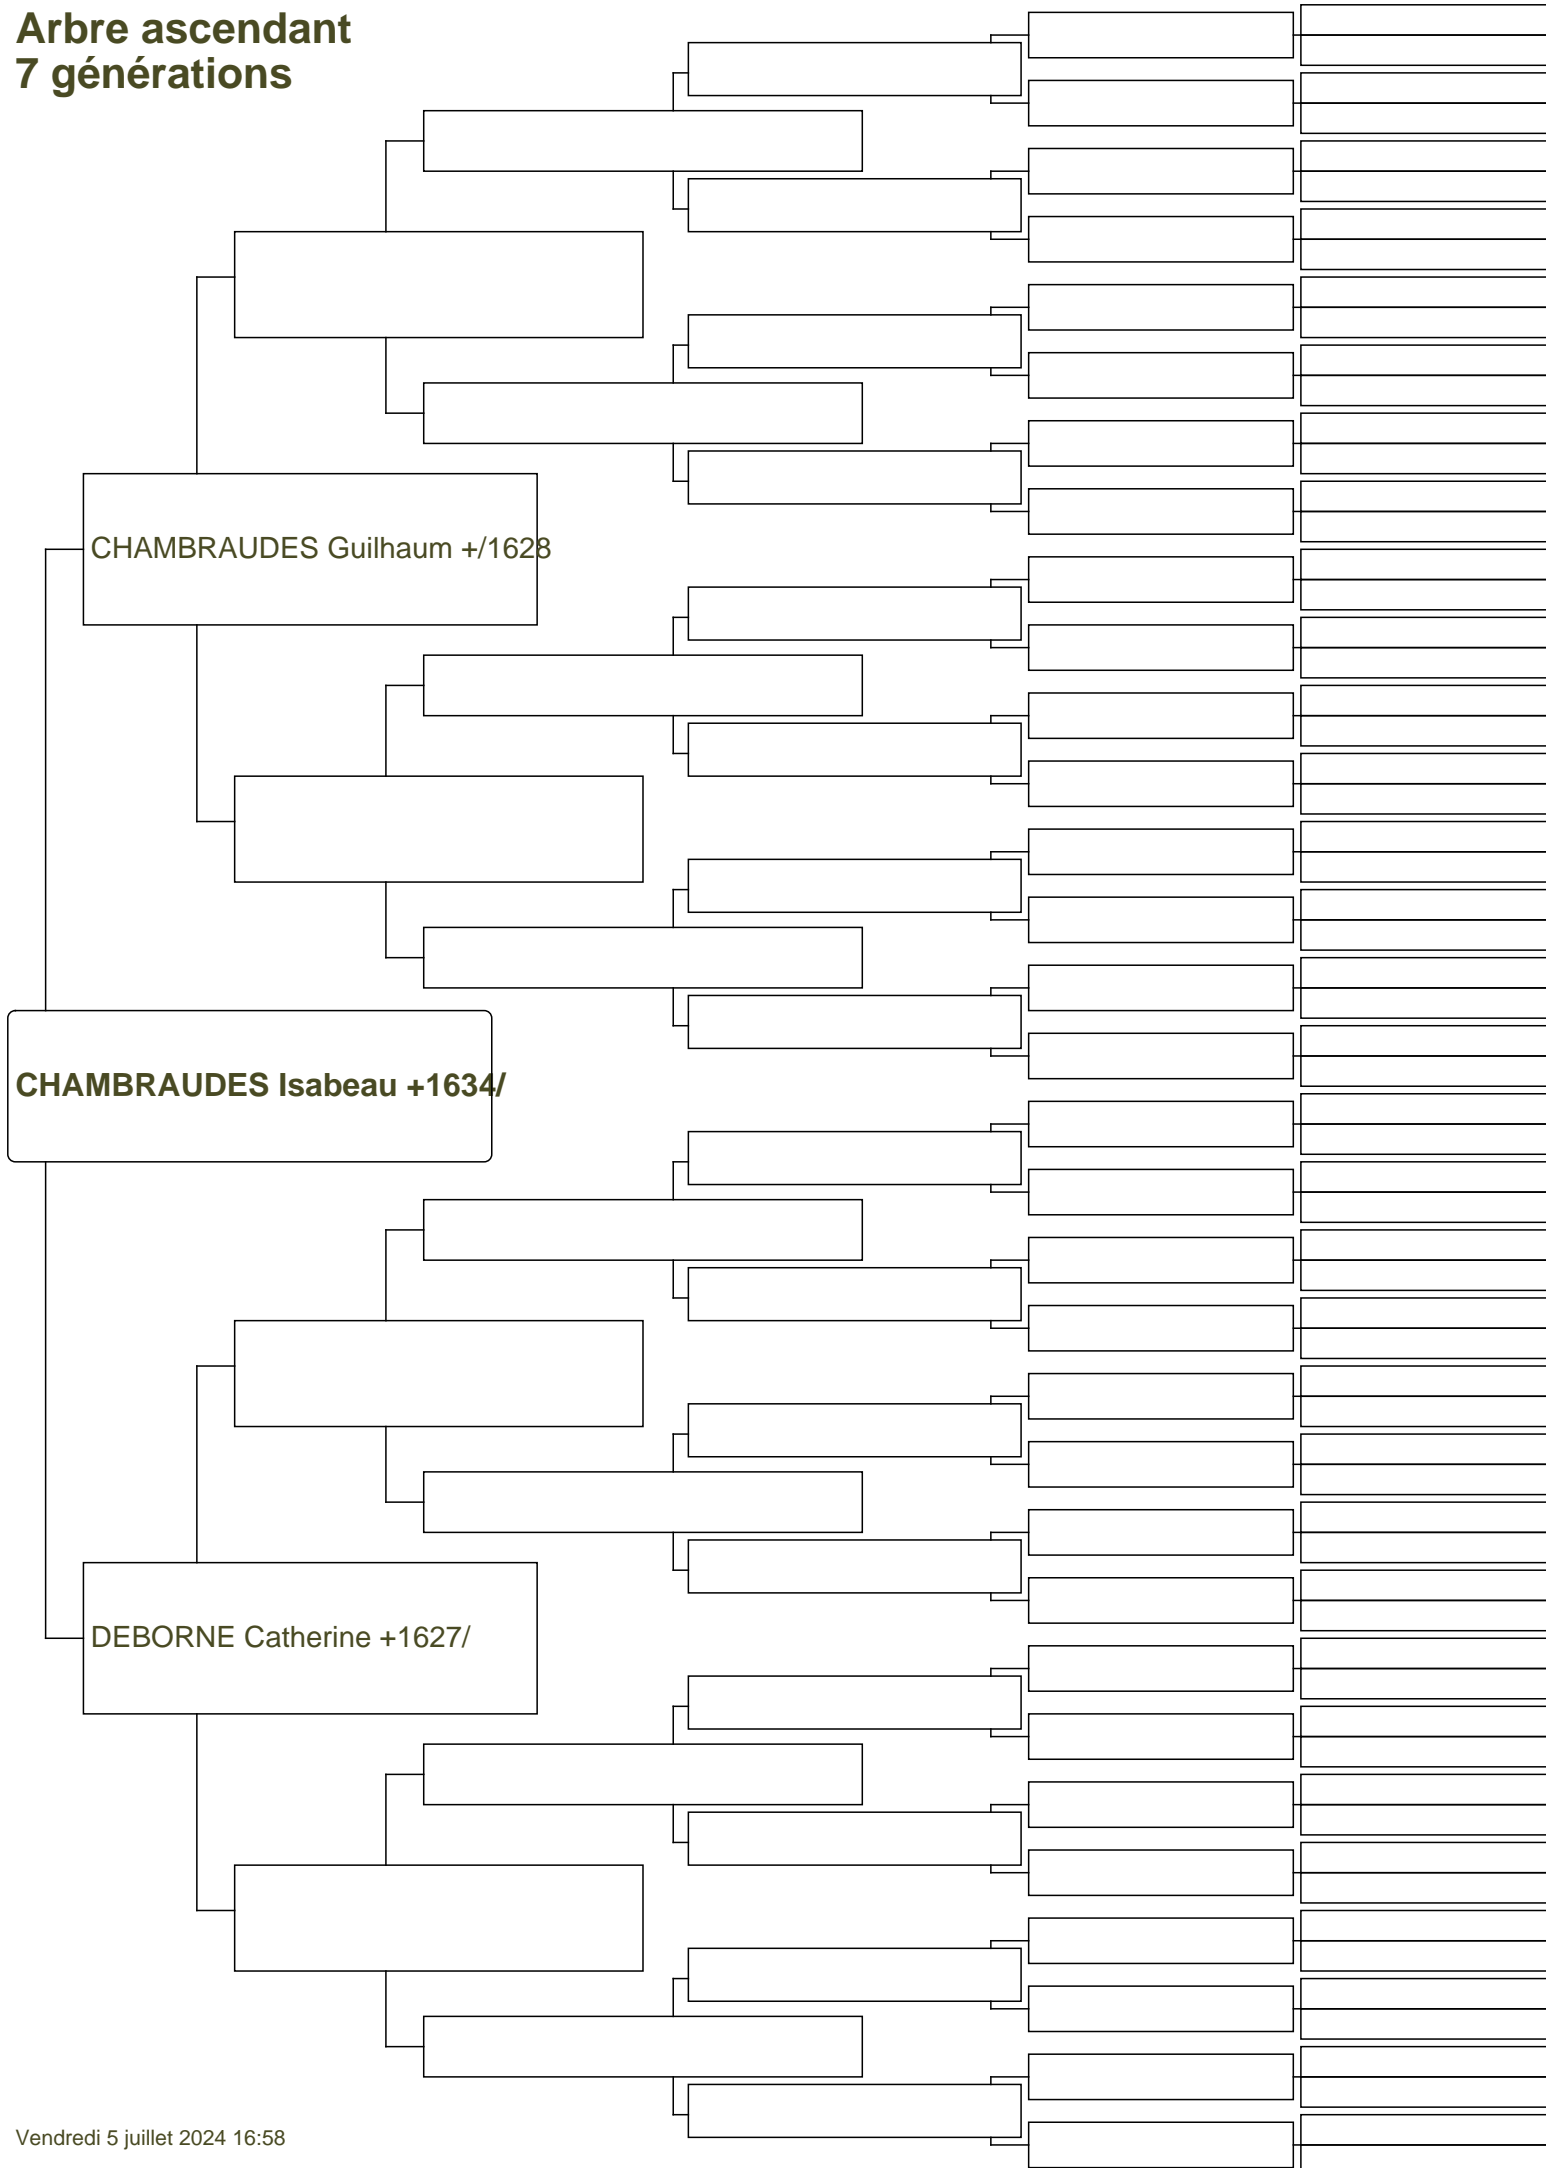 Arbre ascendant
7 générations
CHAMBRAUDES Guilhaum +/1628
CHAMBRAUDES Isabeau +1634/
DEBORNE Catherine +1627/
Vendredi 5 juillet 2024 16:58